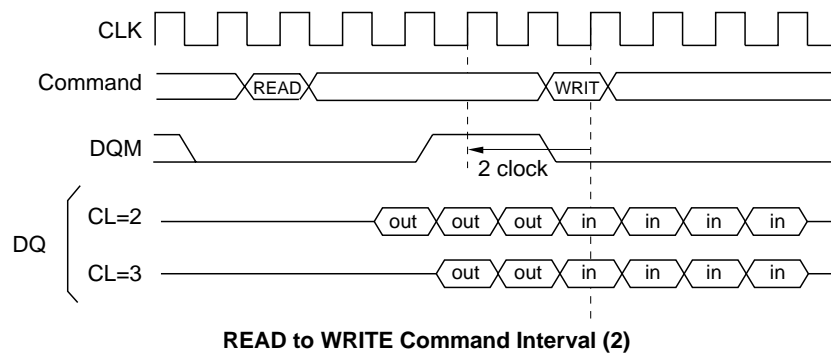 CLK
Command READ WRIT
DQM
2 clock
DQ
CL=2 out out out in in in in
CL=3 out out in in in in
READ to WRITE Command Interval (2)